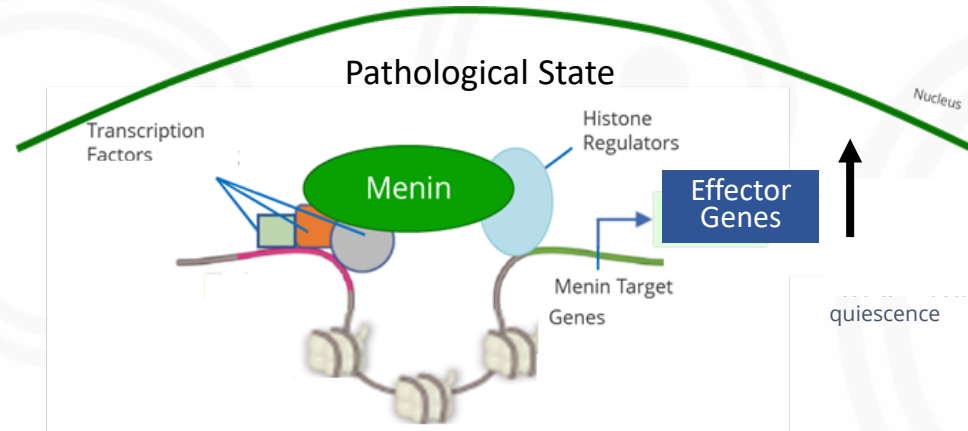 Pathological State
Nucleus
Transcription
Factors
Histone
Regulators
Menin
Effector
Genes
Menin Target
Genes
quiescence